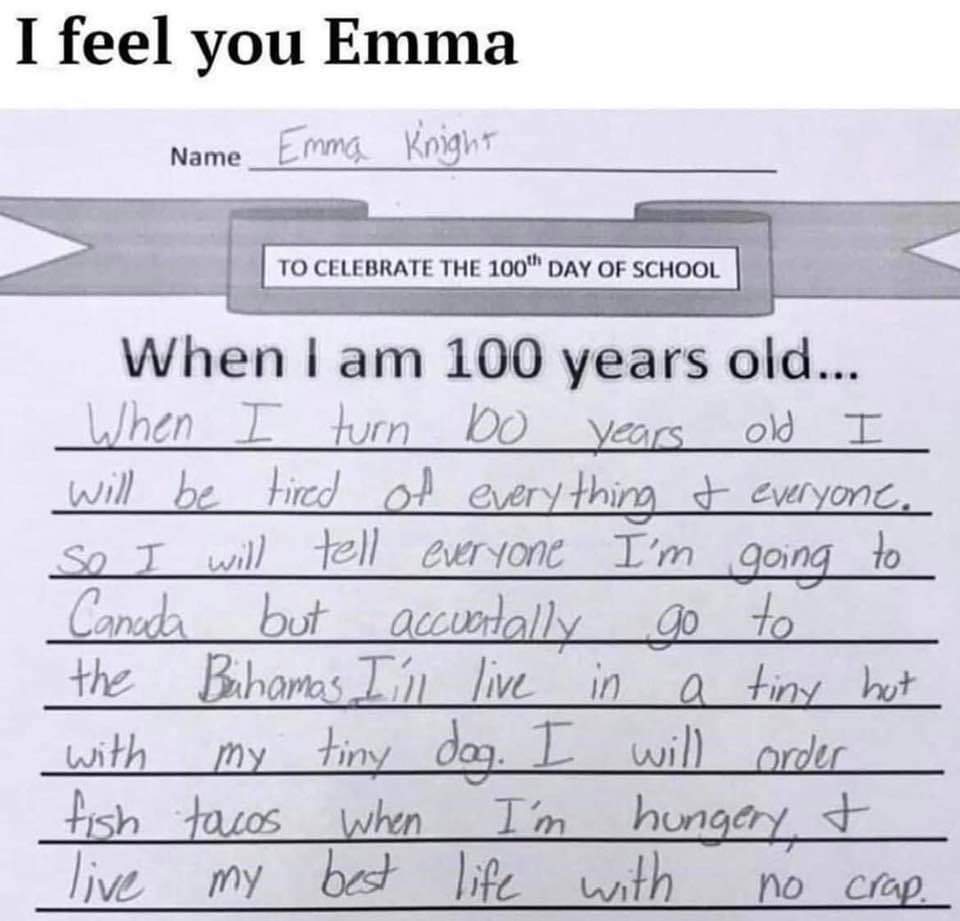 I feel you Emma
Name Emma Knight
TO CELEBRATE THE 100th DAY OF SCHOOL
When I am 100 years old...
When I turn 100 years old I
will be tired of everything & everyone.
So I will tell everyone I'm going to
Canada but accuatally go to
the Bahamas I'll live in a tiny hut
with my tiny dog. I will order
fish tacos when I'm hungery, &
live my best life with no crap.